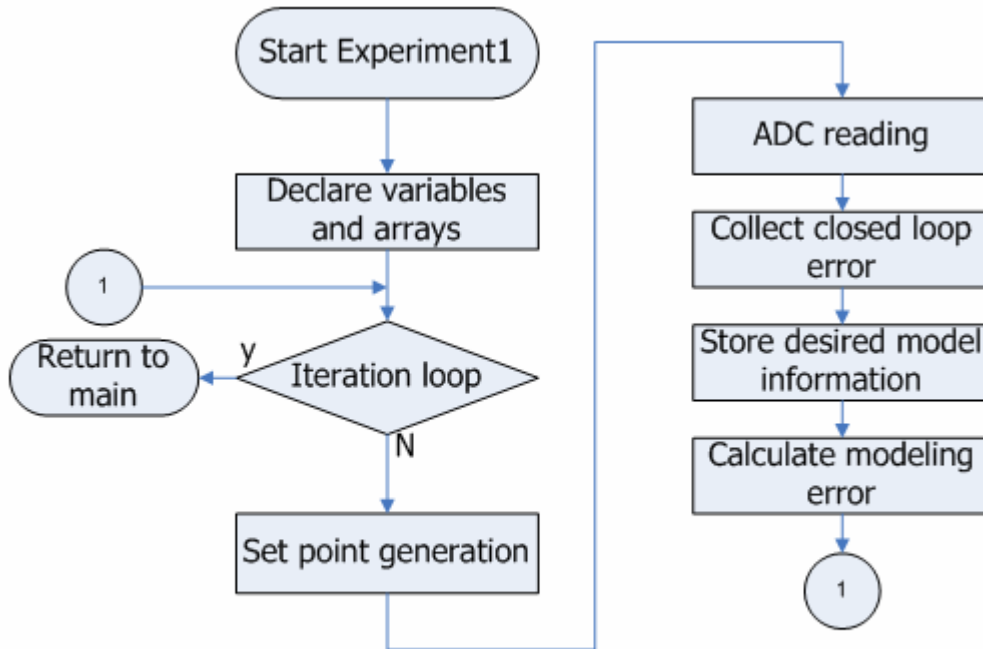 Start Experiment1
Declare variables
and arrays
1
Return to
main
y
Iteration loop
N
Set point generation
ADC reading
Collect closed loop
error
Store desired model
information
Calculate modeling
error
1